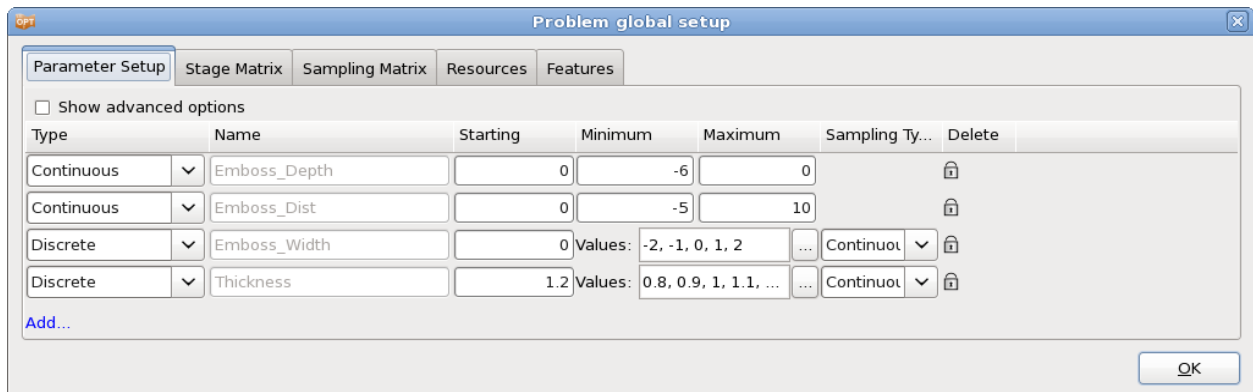 OPT Problem global setup
Parameter Setup Stage Matrix Sampling Matrix Resources Features
Show advanced options
Type Name Starting Minimum Maximum Sampling Ty... Delete
Continuous Emboss_Depth 0 -6 0
Continuous Emboss_Dist 0 -5 10
Discrete Emboss_Width 0 Values: -2, -1, 0, 1, 2 ... Continuou
Discrete Thickness 1.2 Values: 0.8, 0.9, 1, 1.1, ... ... Continuou
Add...
OK